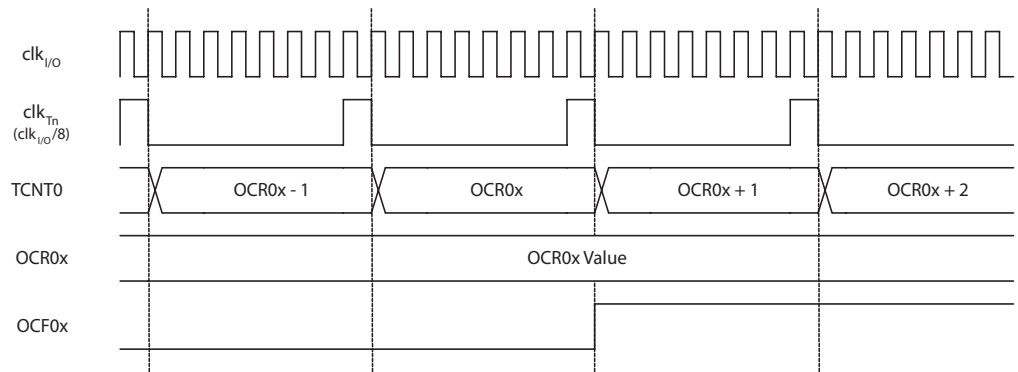 clkI/O
clkTn
(clkI/O/8)
TCNT0 OCR0x - 1 OCR0x OCR0x + 1 OCR0x + 2
OCR0x OCR0x Value
OCF0x